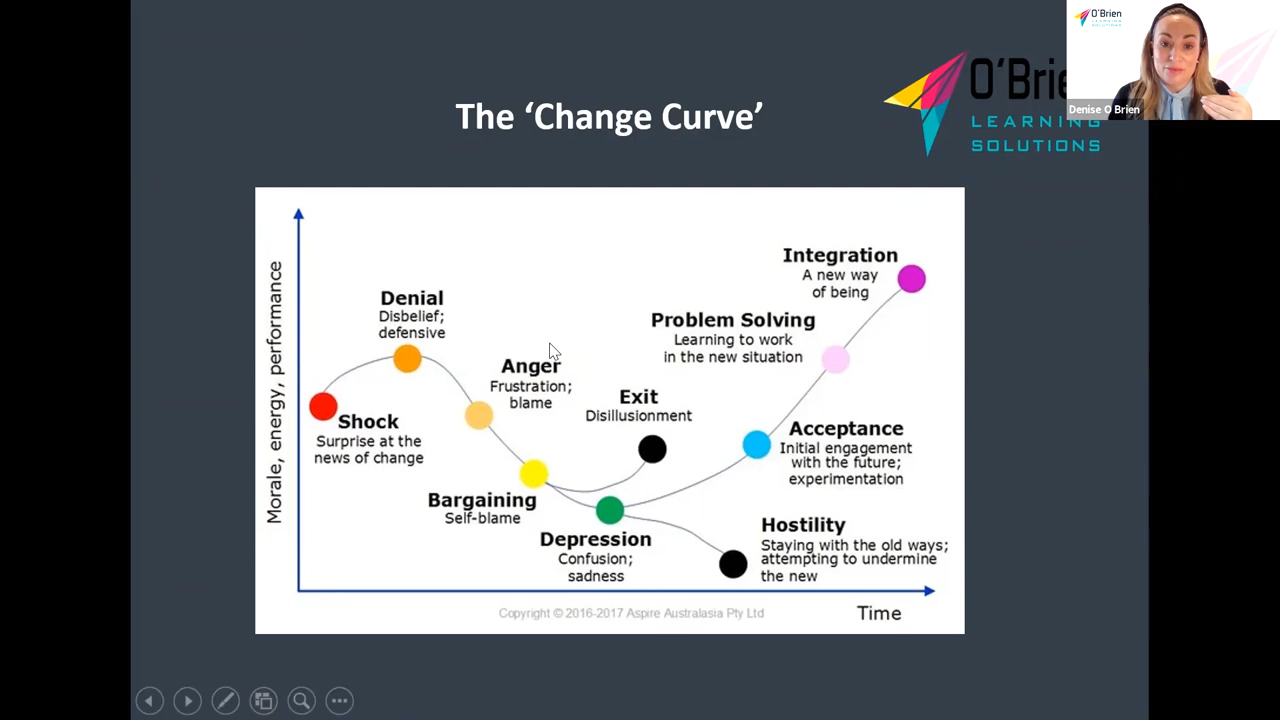 The ‘Change Curve’
O’Brie
LEARNING
SOLUTIONS
O’Brien
LEARNING
SOLUTIONS
Denise O Brien
Morale, energy, performance
Denial
Disbelief;
defensive
Shock
Surprise at the
news of change
Anger
Frustration;
blame
Bargaining
Self-blame
Exit
Disillusionment
Depression
Confusion;
sadness
Integration
A new way
of being
Problem Solving
Learning to work
in the new situation
Acceptance
Initial engagement
with the future;
experimentation
Hostility
Staying with the old ways;
attempting to undermine
the new
Copyright © 2016-2017 Aspire Australasia Pty Ltd
Time